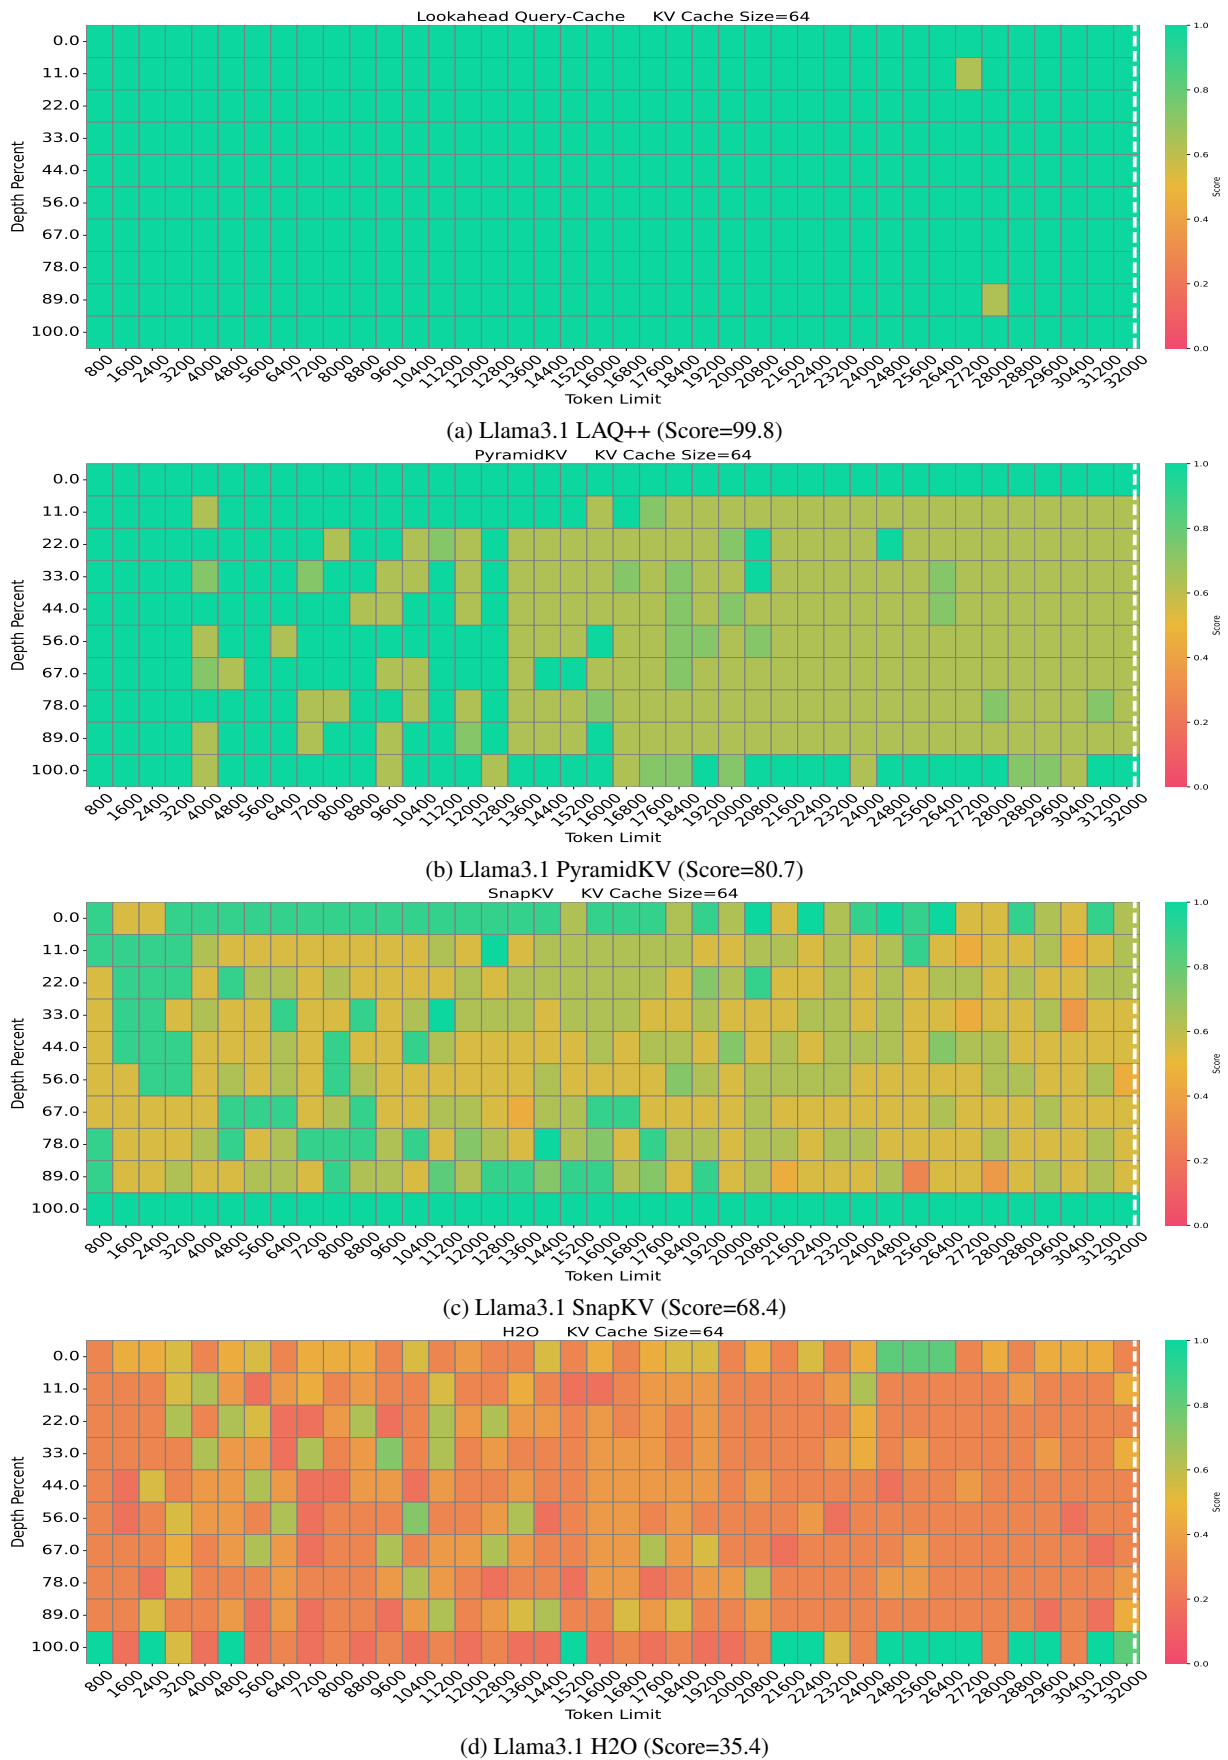 Lookahead Query-Cache KV Cache Size=64
0.0
11.0
22.0
33.0
44.0
56.0
67.0
78.0
89.0
100.0
Depth Percent
800 1600 2400 3200 4000 4800 5600 6400 7200 8000 8800 9600 10400 11200 12000 12800 13600 14400 15200 16000 16800 17600 18400 19200 20000 20800 21600 22400 23200 24000 24800 25600 26400 27200 28000 28800 29600 30400 31200 32000
Token Limit
1.0
0.8
0.6
0.4
0.2
0.0
Score
(a) Llama3.1 LAQ++ (Score=99.8)
PyramidKV KV Cache Size=64
0.0
11.0
22.0
33.0
44.0
56.0
67.0
78.0
89.0
100.0
Depth Percent
800 1600 2400 3200 4000 4800 5600 6400 7200 8000 8800 9600 10400 11200 12000 12800 13600 14400 15200 16000 16800 17600 18400 19200 20000 20800 21600 22400 23200 24000 24800 25600 26400 27200 28000 28800 29600 30400 31200 32000
Token Limit
1.0
0.8
0.6
0.4
0.2
0.0
Score
(b) Llama3.1 PyramidKV (Score=80.7)
SnapKV KV Cache Size=64
0.0
11.0
22.0
33.0
44.0
56.0
67.0
78.0
89.0
100.0
Depth Percent
800 1600 2400 3200 4000 4800 5600 6400 7200 8000 8800 9600 10400 11200 12000 12800 13600 14400 15200 16000 16800 17600 18400 19200 20000 20800 21600 22400 23200 24000 24800 25600 26400 27200 28000 28800 29600 30400 31200 32000
Token Limit
1.0
0.8
0.6
0.4
0.2
0.0
Score
(c) Llama3.1 SnapKV (Score=68.4)
H2O KV Cache Size=64
0.0
11.0
22.0
33.0
44.0
56.0
67.0
78.0
89.0
100.0
Depth Percent
800 1600 2400 3200 4000 4800 5600 6400 7200 8000 8800 9600 10400 11200 12000 12800 13600 14400 15200 16000 16800 17600 18400 19200 20000 20800 21600 22400 23200 24000 24800 25600 26400 27200 28000 28800 29600 30400 31200 32000
Token Limit
1.0
0.8
0.6
0.4
0.2
0.0
Score
(d) Llama3.1 H2O (Score=35.4)